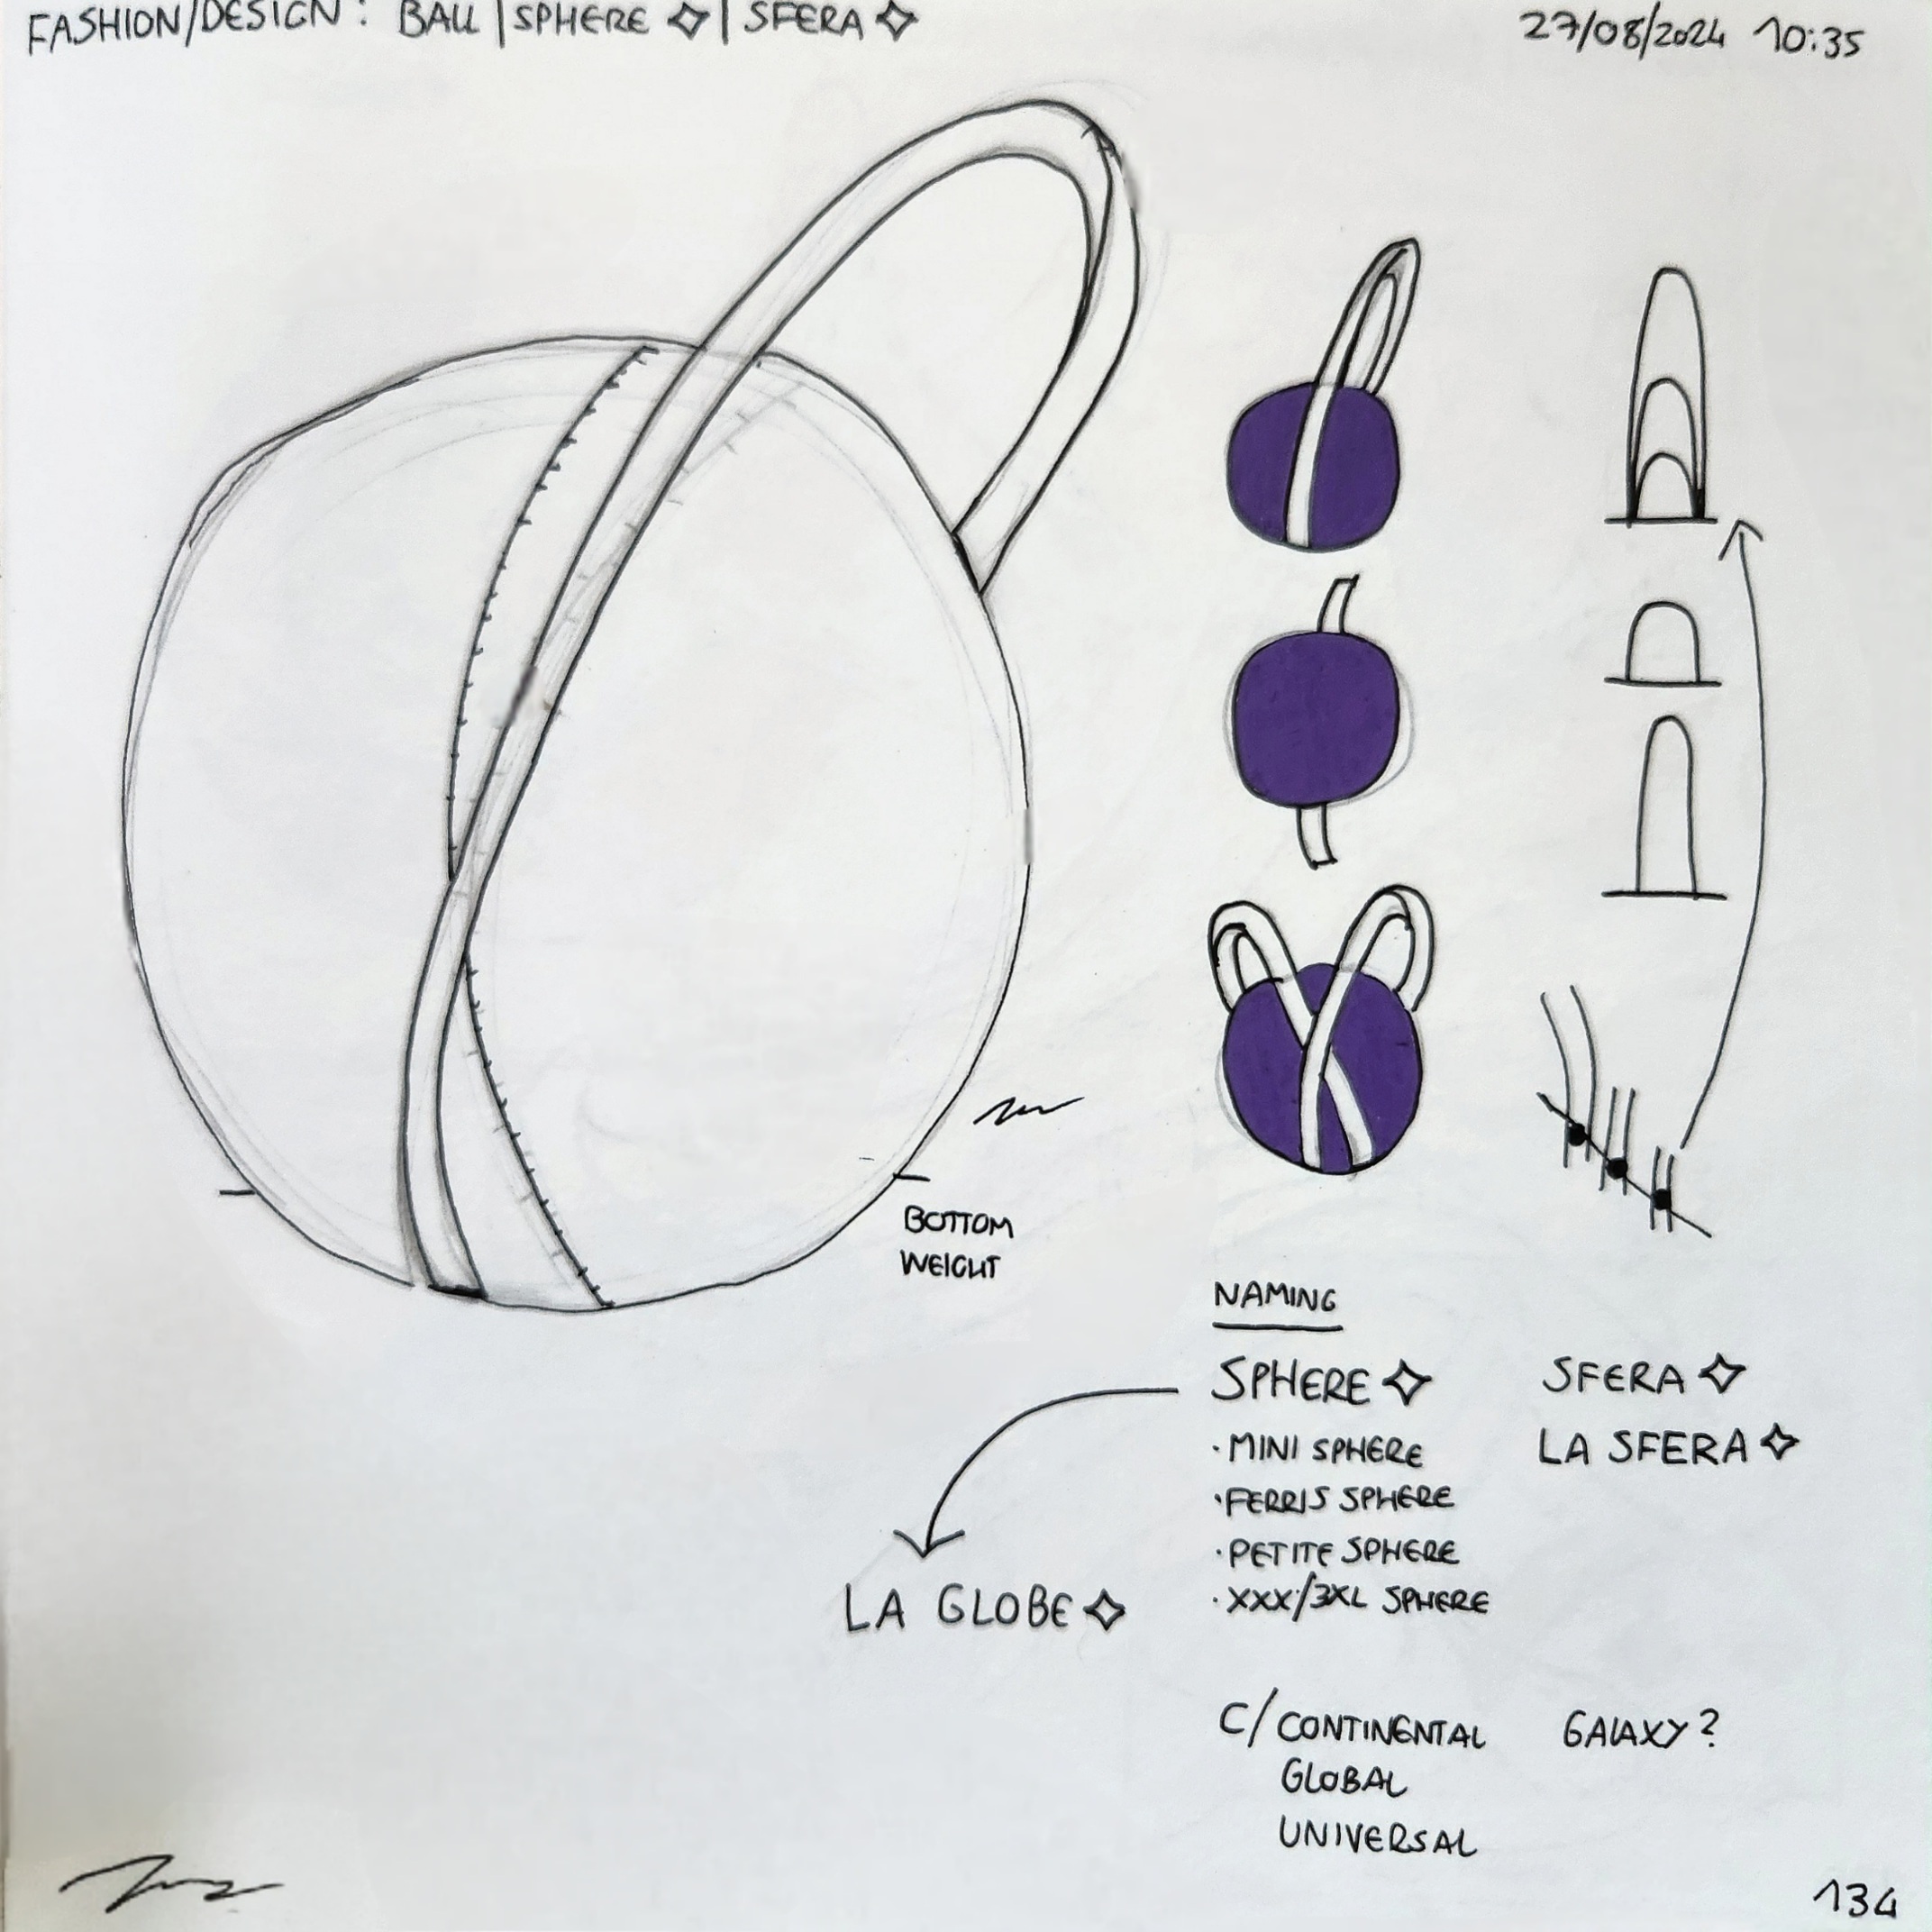 FASHION/DESIGN: BALL | SPHERE ✧ | SFERA ✧
27/08/2024 10:35
BOTTOM
WEIGHT
NAMING
SPHERE ✧
· MINI SPHERE
· FERRIS SPHERE
· PETITE SPHERE
· XXX/3XL SPHERE
SFERA ✧
LA SFERA ✧
LA GLOBE ✧
C/ CONTINENTAL
GLOBAL
UNIVERSAL
GALAXY?
134